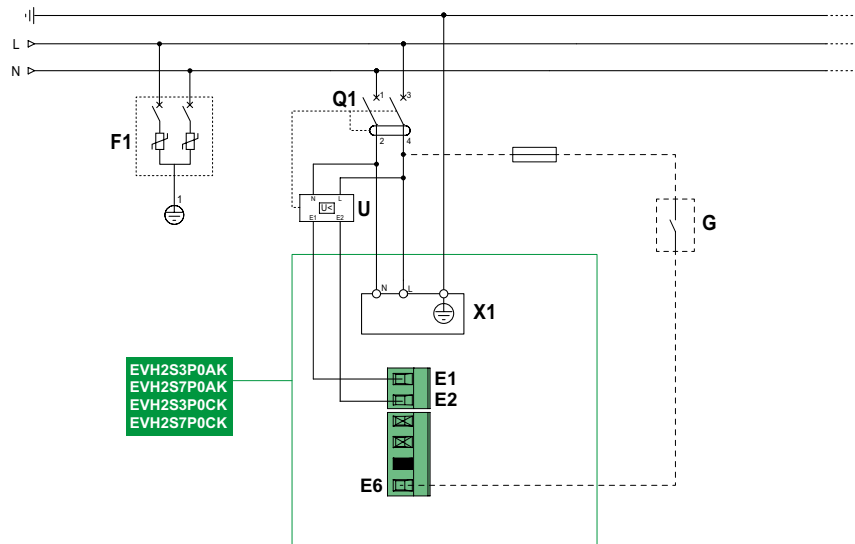 L
N
Q1
1
3
2
4
F1
1
N
L
U<
E1
E2
U
G
N
L
X1
EVH2S3P0AK
EVH2S7P0AK
EVH2S3P0CK
EVH2S7P0CK
E1
E2
E6